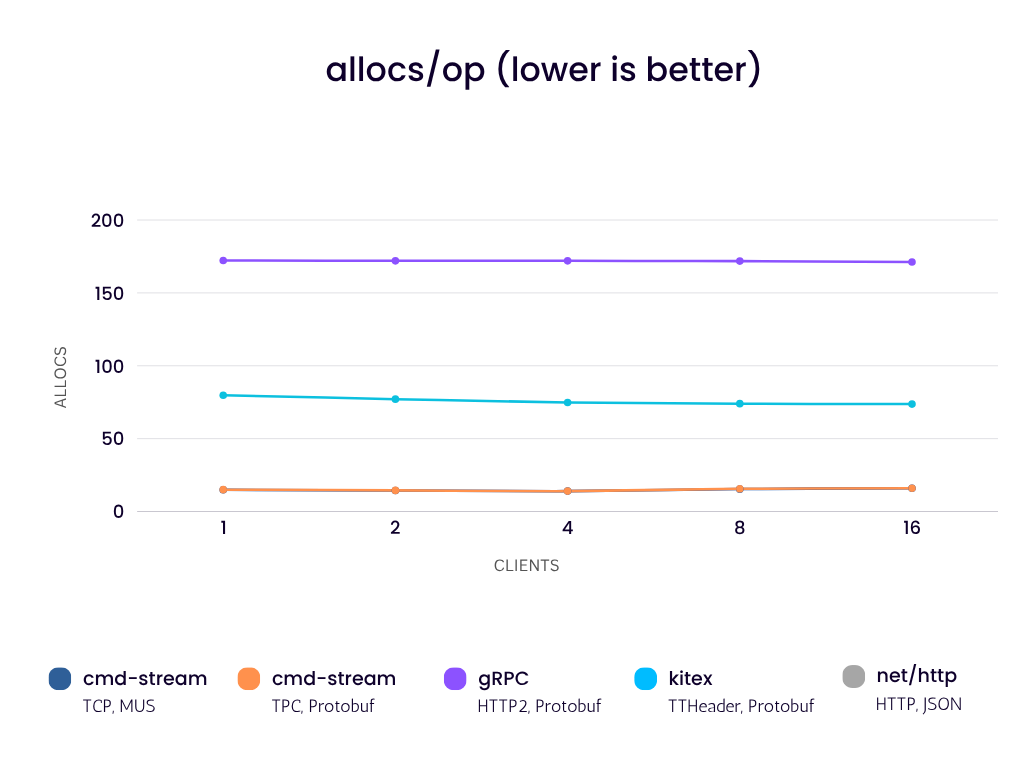 allocs/op (lower is better)
200
150
100
50
0
ALLOCS
1 2 4 8 16
CLIENTS
cmd-stream cmd-stream gRPC kitex net/http
TCP, MUS TPC, Protobuf HTTP2, Protobuf TTHeader, Protobuf HTTP, JSON